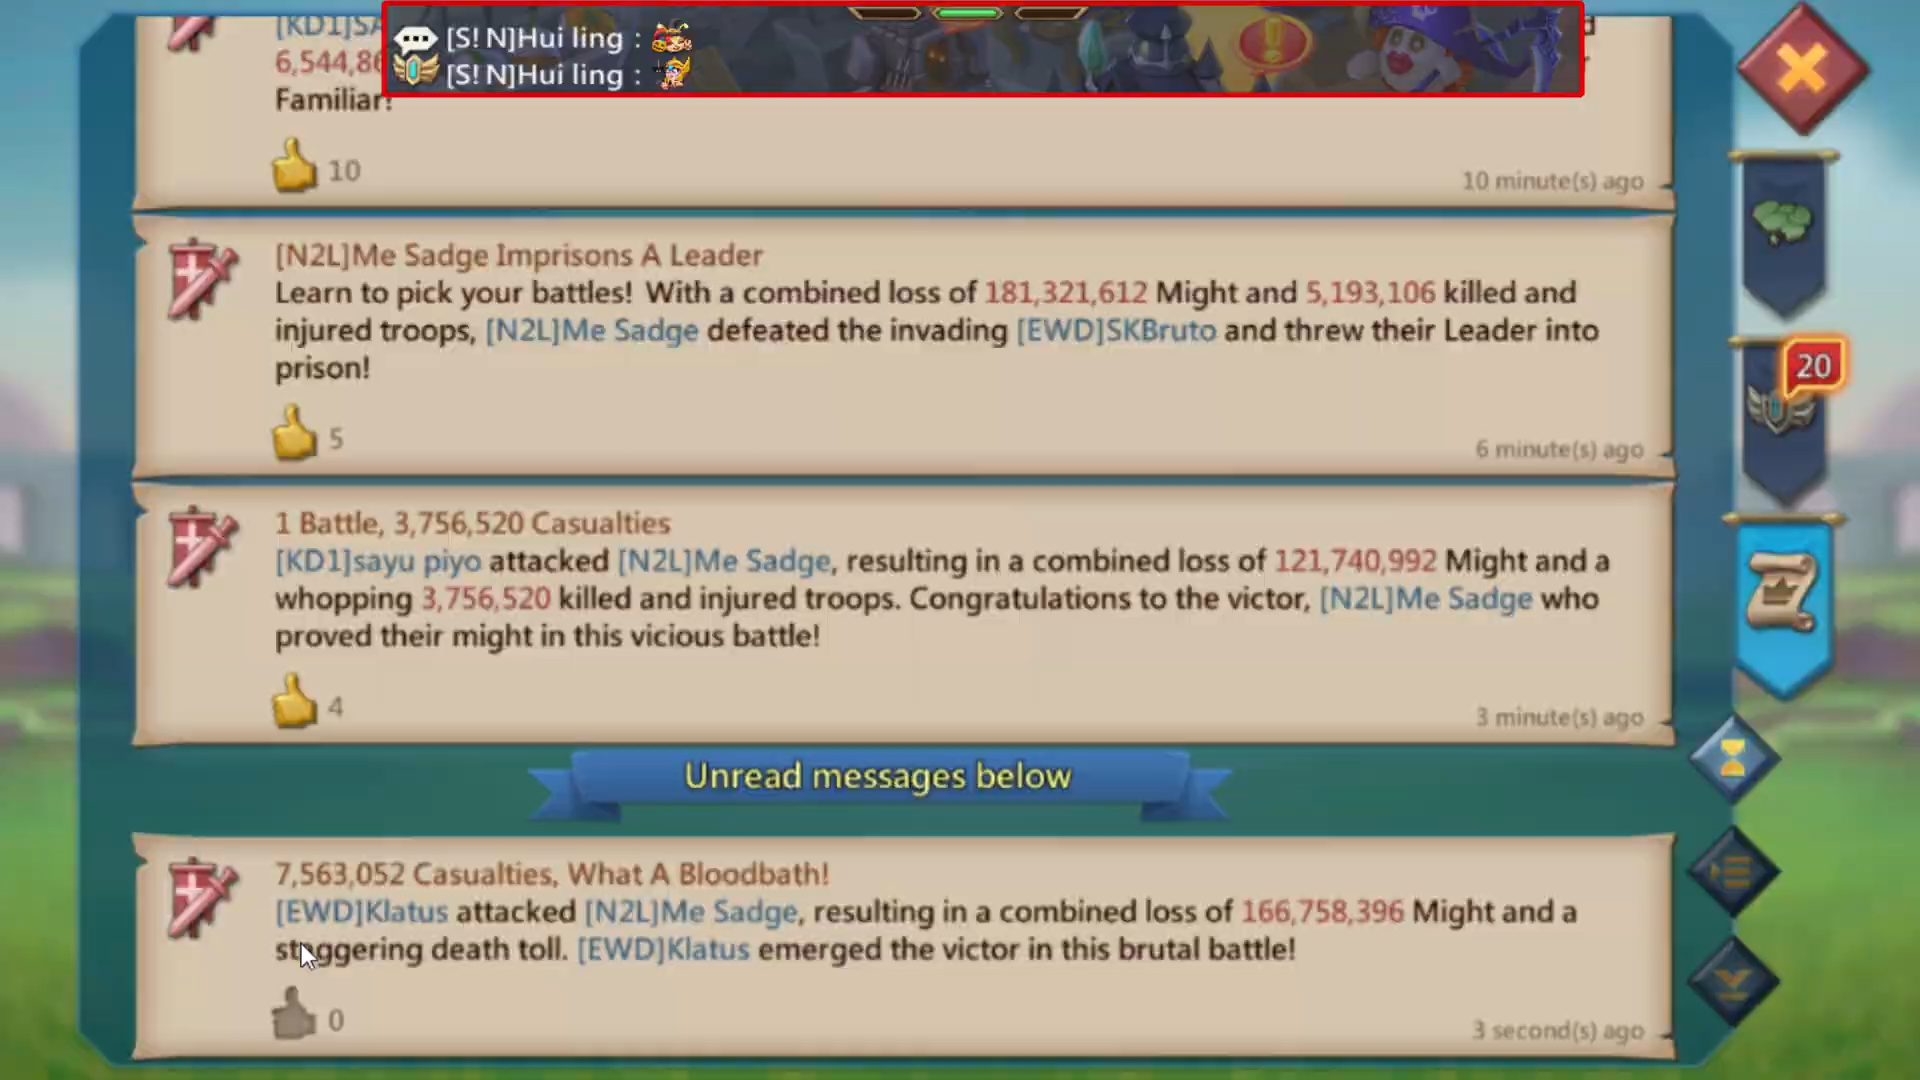 [KD1]SA
[S! N]Hui ling :
6,544,86
[S! N]Hui ling :
Familiar!
10
10 minute(s) ago
[N2L]Me Sadge Imprisons A Leader
Learn to pick your battles! With a combined loss of 181,321,612 Might and 5,193,106 killed and
injured troops, [N2L]Me Sadge defeated the invading [EWD]SKBruto and threw their Leader into
prison!
5
6 minute(s) ago
20
1 Battle, 3,756,520 Casualties
[KD1]sayu piyo attacked [N2L]Me Sadge, resulting in a combined loss of 121,740,992 Might and a
whopping 3,756,520 killed and injured troops. Congratulations to the victor, [N2L]Me Sadge who
proved their might in this vicious battle!
4
3 minute(s) ago
Unread messages below
7,563,052 Casualties, What A Bloodbath!
[EWD]Klatus attacked [N2L]Me Sadge, resulting in a combined loss of 166,758,396 Might and a
staggering death toll. [EWD]Klatus emerged the victor in this brutal battle!
0
3 second(s) ago